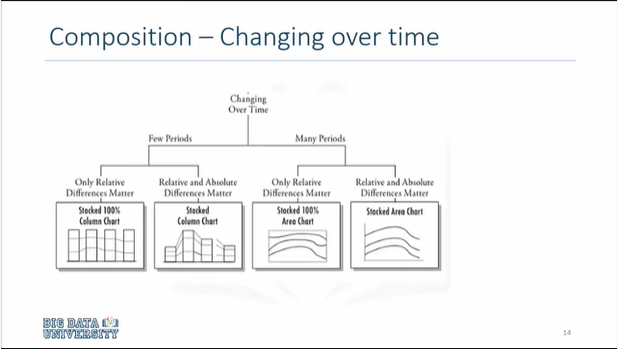 Composition – Changing over time
Changing
Over Time
Few Periods
Many Periods
Only Relative
Differences Matter
Relative and Absolute
Differences Matter
Only Relative
Differences Matter
Relative and Absolute
Differences Matter
Stacked 100%
Column Chart
Stacked
Column Chart
Stacked 100%
Area Chart
Stacked Area Chart
BIG DATA
UNIVERSITY
14